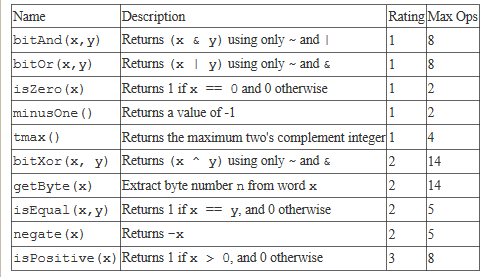 Name Description Rating Max Ops
bitAnd(x,y) Returns (x & y) using only ~ and | 1 8
bitOr(x,y) Returns (x | y) using only ~ and & 1 8
isZero(x) Returns 1 if x == 0 and 0 otherwise 1 2
minusOne() Returns a value of -1 1 2
tmax() Returns the maximum two's complement integer 1 4
bitXor(x, y) Returns (x ^ y) using only ~ and & 2 14
getByte(x) Extract byte number n from word x 2 14
isEqual(x,y) Returns 1 if x == y, and 0 otherwise 2 5
negate(x) Returns -x 2 5
isPositive(x) Returns 1 if x > 0, and 0 otherwise 3 8